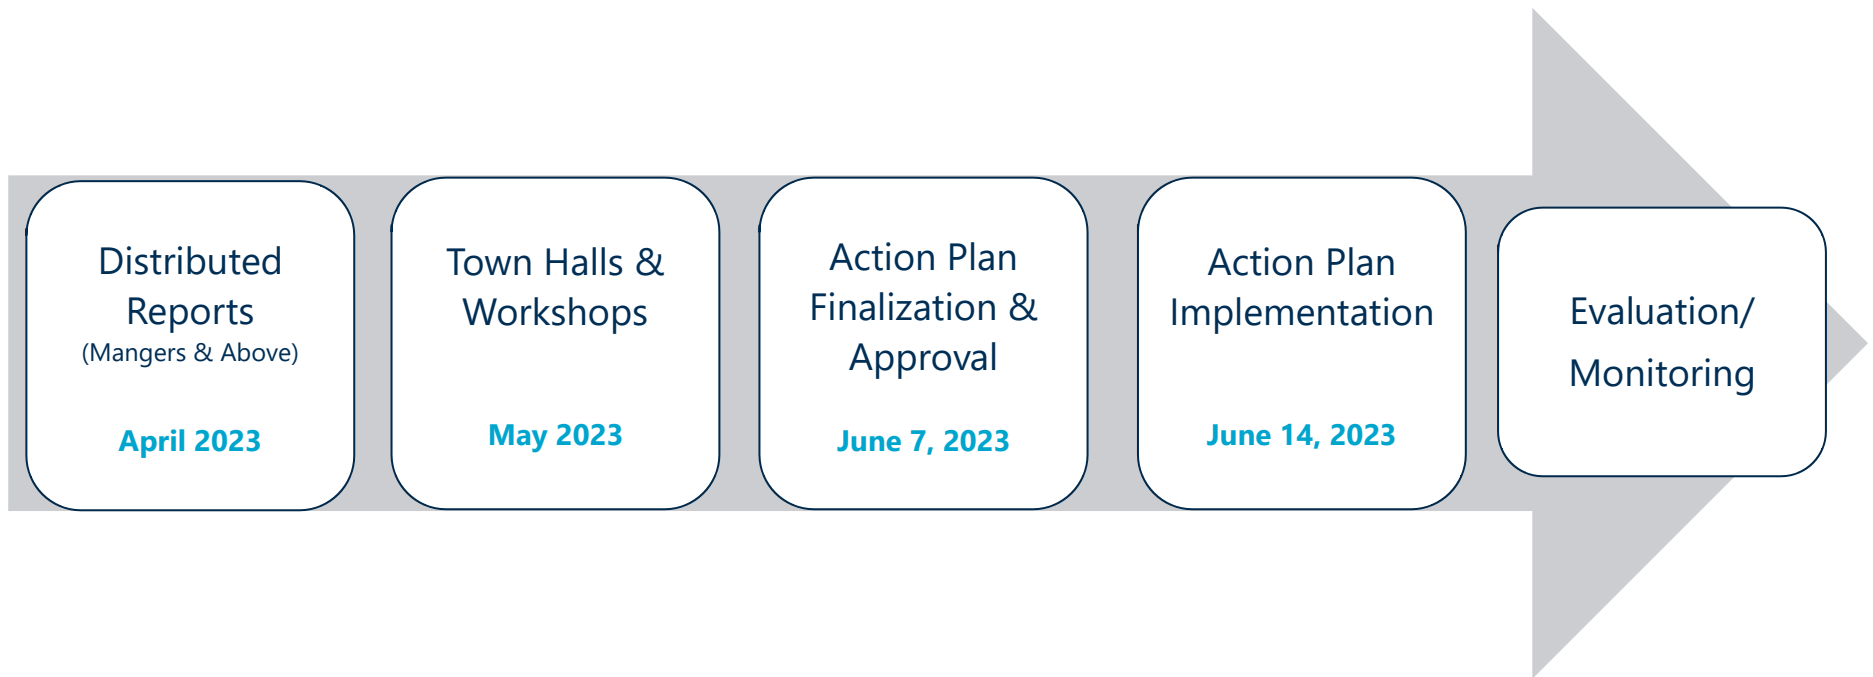 Distributed
Reports
(Mangers & Above)
April 2023
Town Halls &
Workshops
May 2023
Action Plan
Finalization &
Approval
June 7, 2023
Action Plan
Implementation
June 14, 2023
Evaluation/
Monitoring